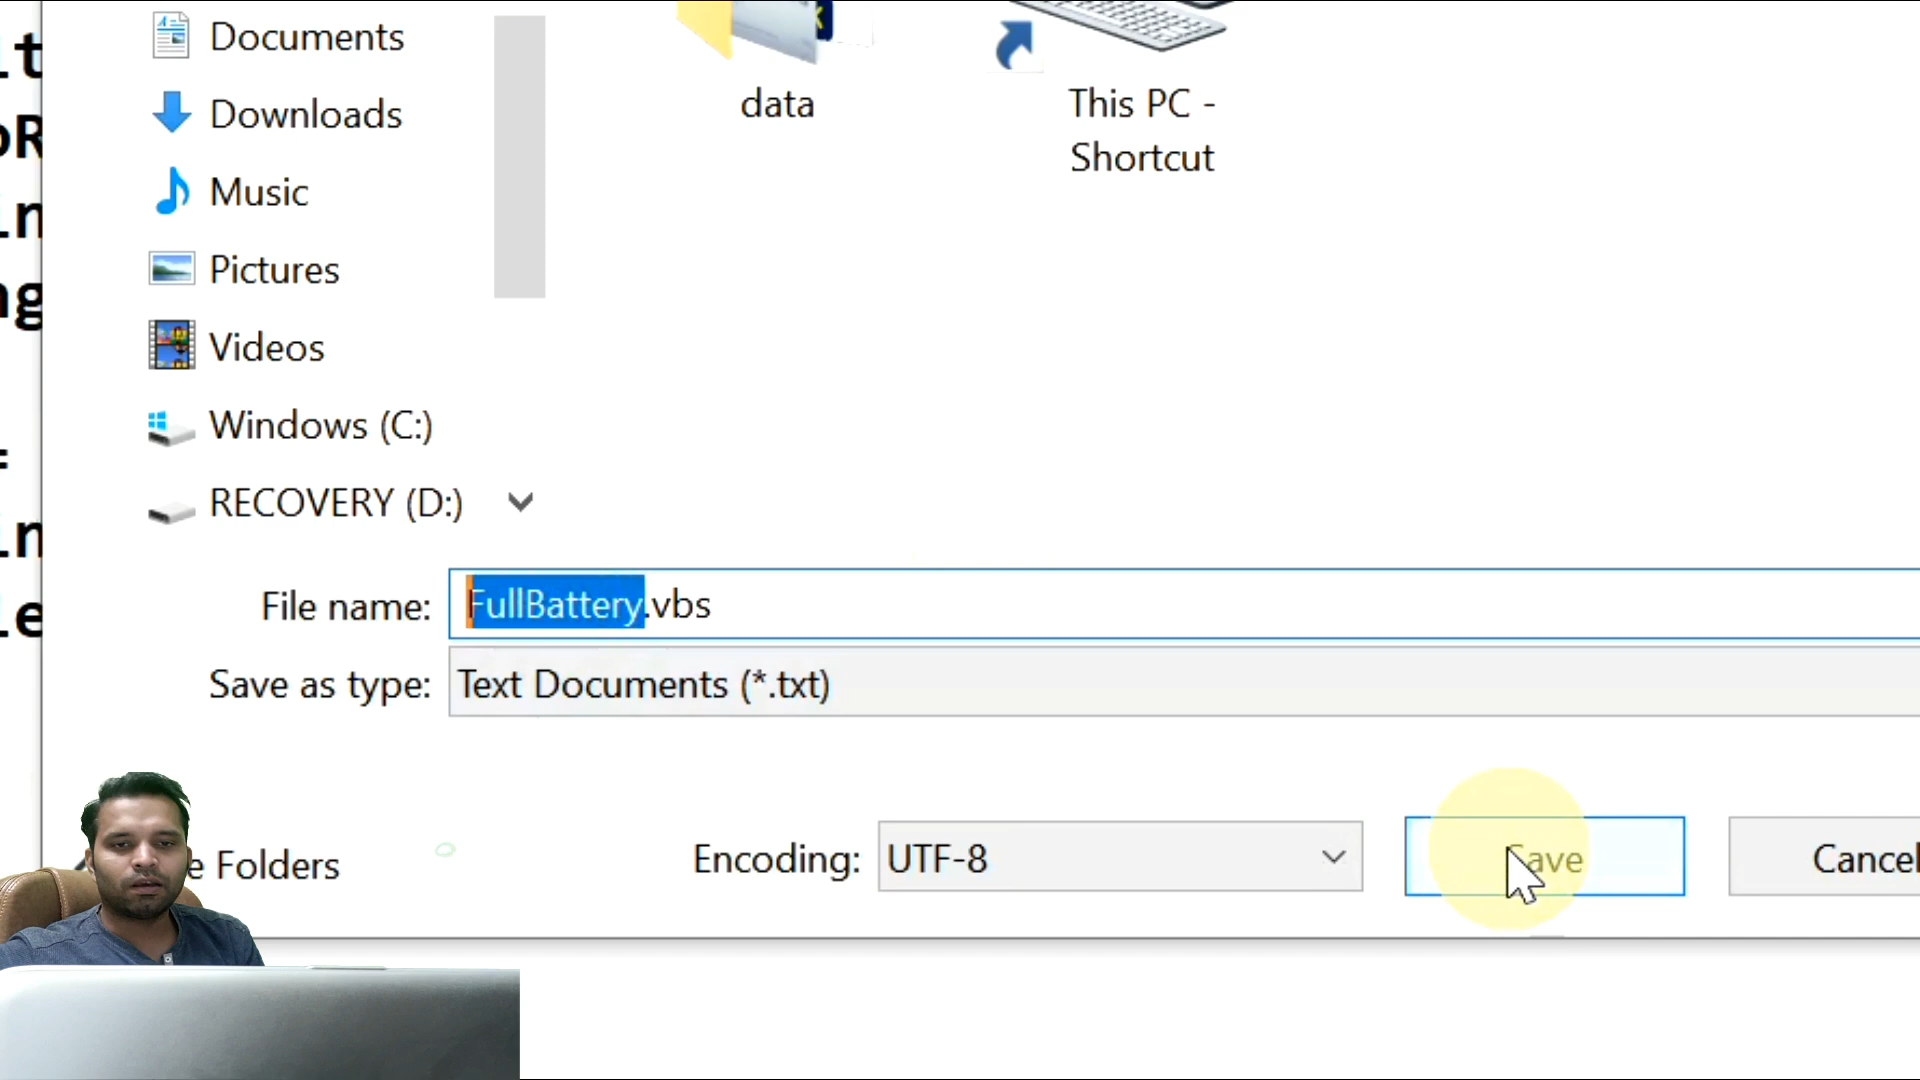 Documents
Downloads
Music
Pictures
Videos
Windows (C:)
RECOVERY (D:)
data
This PC -
Shortcut
File name:
FullBattery.vbs
Save as type:
Text Documents (*.txt)
e Folders
Encoding:
UTF-8
Save
Cancel